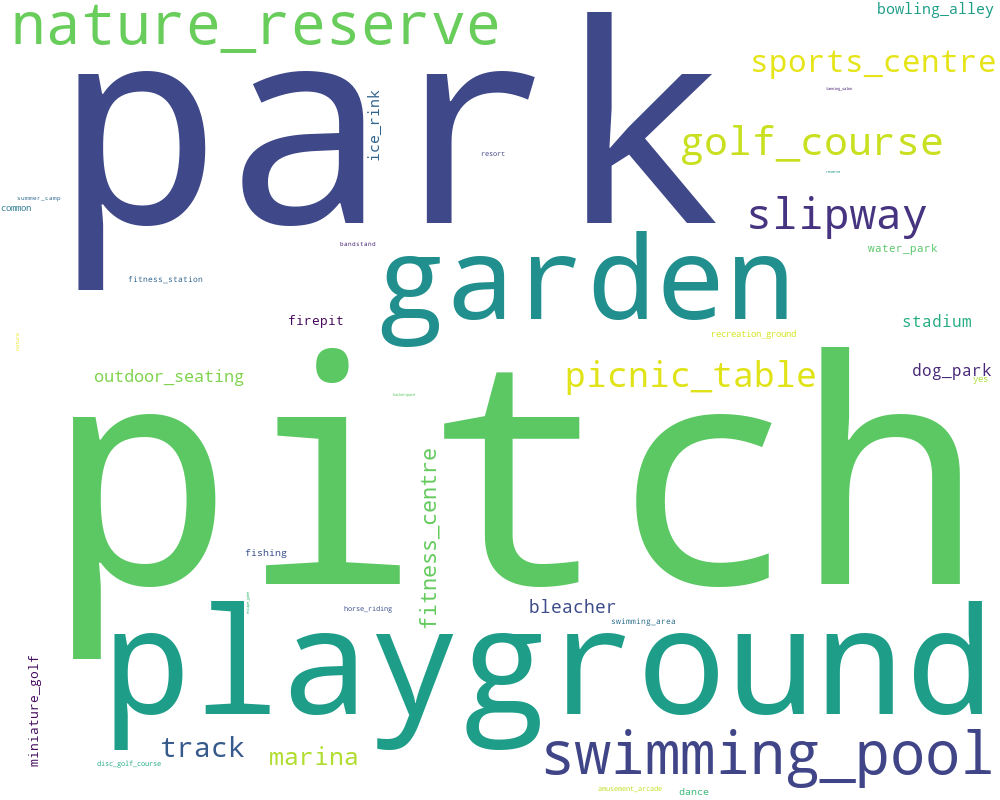 nature_reserve
bowling_alley
park
sports_centre
tanning_salon
ice_rink
golf_course
resort
summer_camp
common
slipway
bandstand
water_park
garden
fitness_station
firepit
stadium
recreation_ground
outdoor_seating
picnic_table
dog_park
yes
pitch
fitness_centre
fishing
playground
horse_riding
bleacher
swimming_area
miniature_golf
track
marina
swimming_pool
disc_golf_course
amusement_arcade
dance